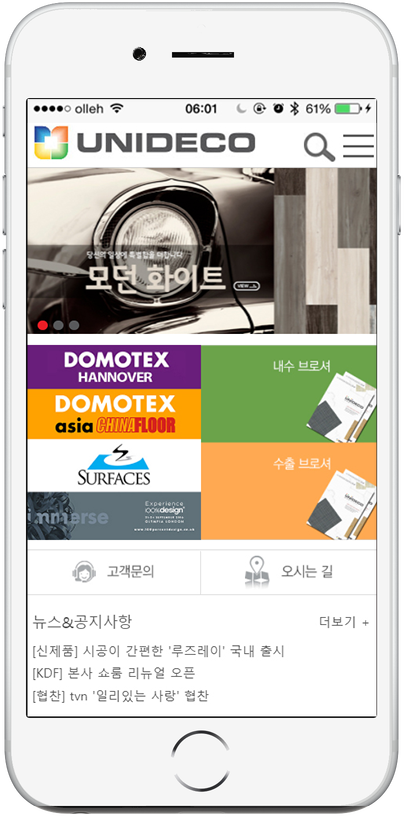 olleh 06:01 61%
UNIDECO
당신의 일상에 특별함을 더합니다
모던 화이트 VIEW
DOMOTEX
HANNOVER
내수 브로셔
UNIDECO
DOMOTEX
asia CHINAFLOOR
SURFACES
수출 브로셔
UNIDECO
immerse
Experience
100%design
고객문의
오시는 길
뉴스&공지사항 더보기 +
[신제품] 시공이 간편한 '루즈레이' 국내 출시
[KDF] 본사 쇼룸 리뉴얼 오픈
[협찬] tvn '일리있는 사랑' 협찬